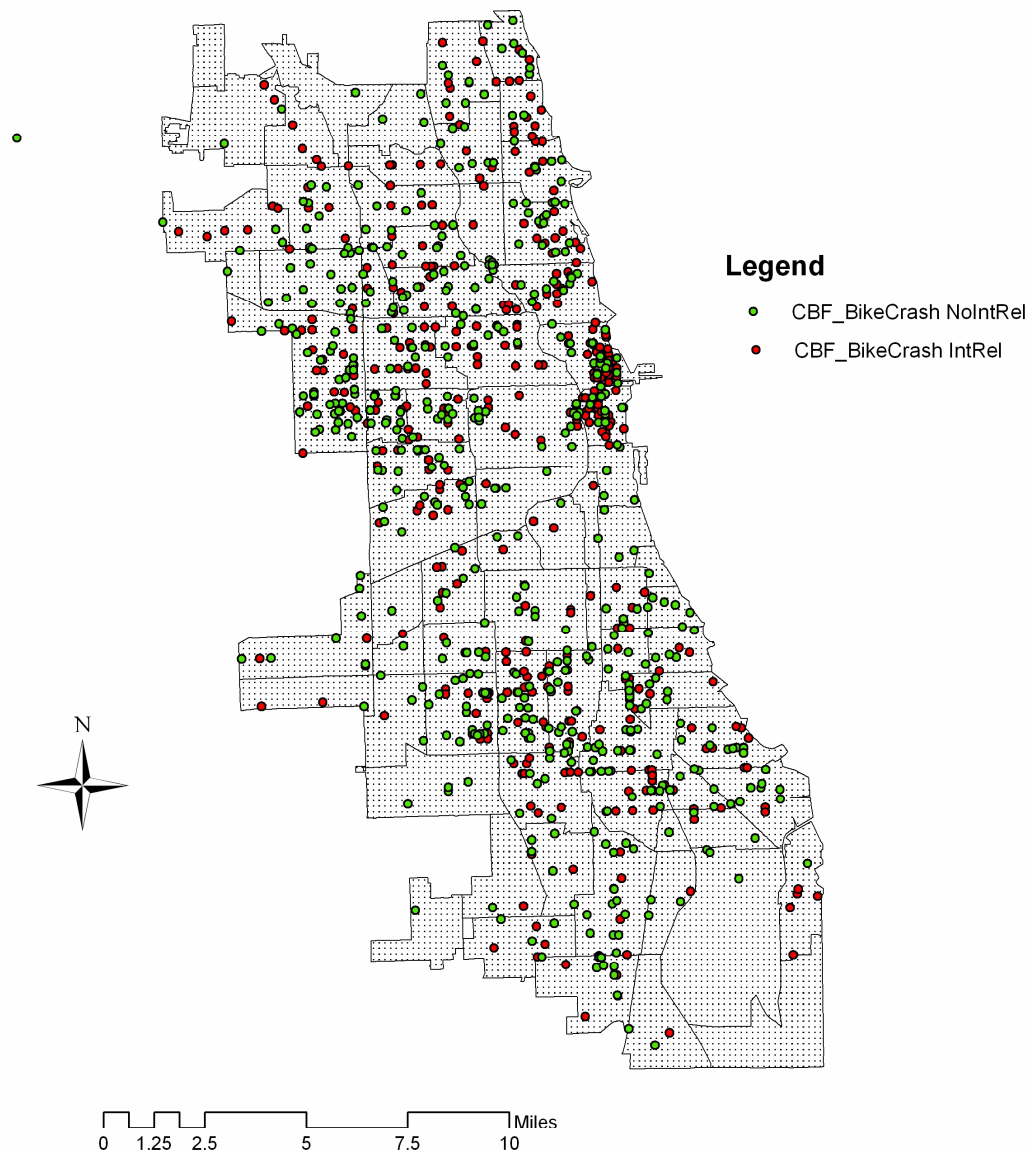 Legend
CBF_BikeCrash NoIntRel
CBF_BikeCrash IntRel
N
Miles
0 1.25 2.5 5 7.5 10